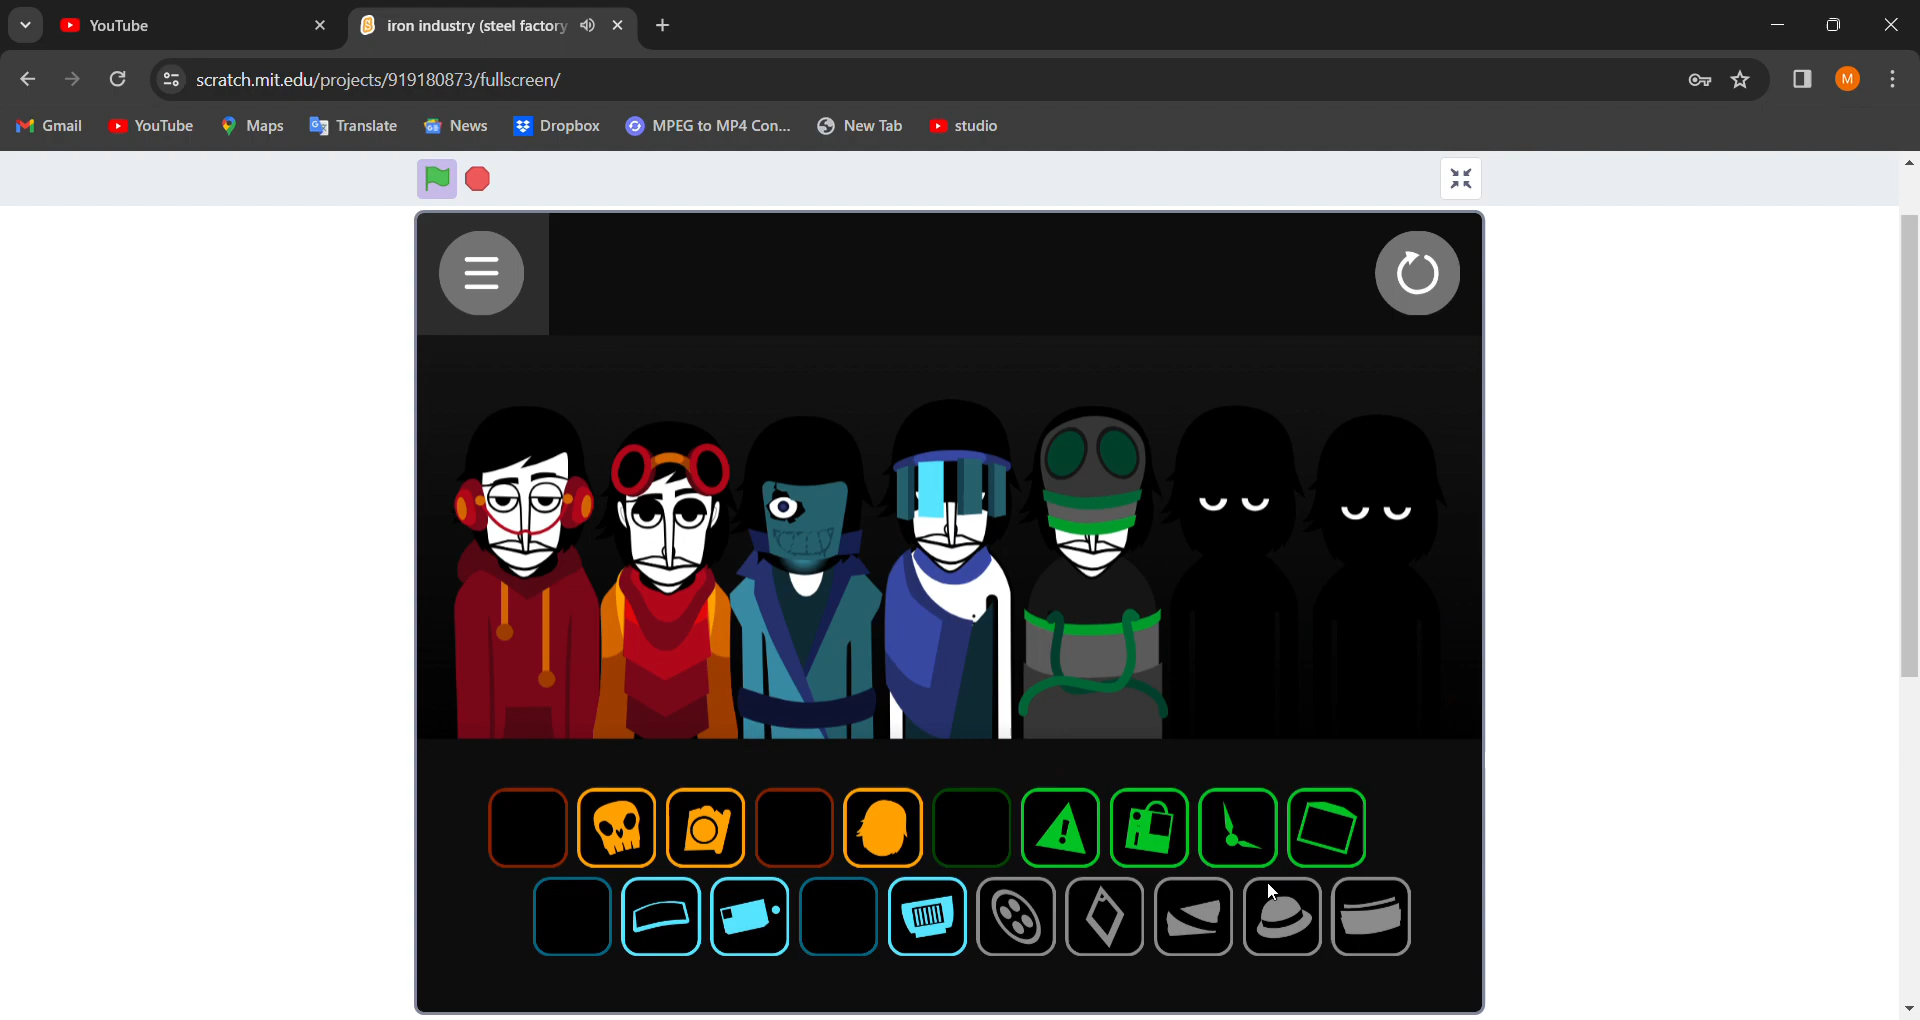 YouTube
iron industry (steel factory
scratch.mit.edu/projects/919180873/fullscreen/
M
Gmail
YouTube
Maps
Translate
News
Dropbox
MPEG to MP4 Con...
New Tab
studio